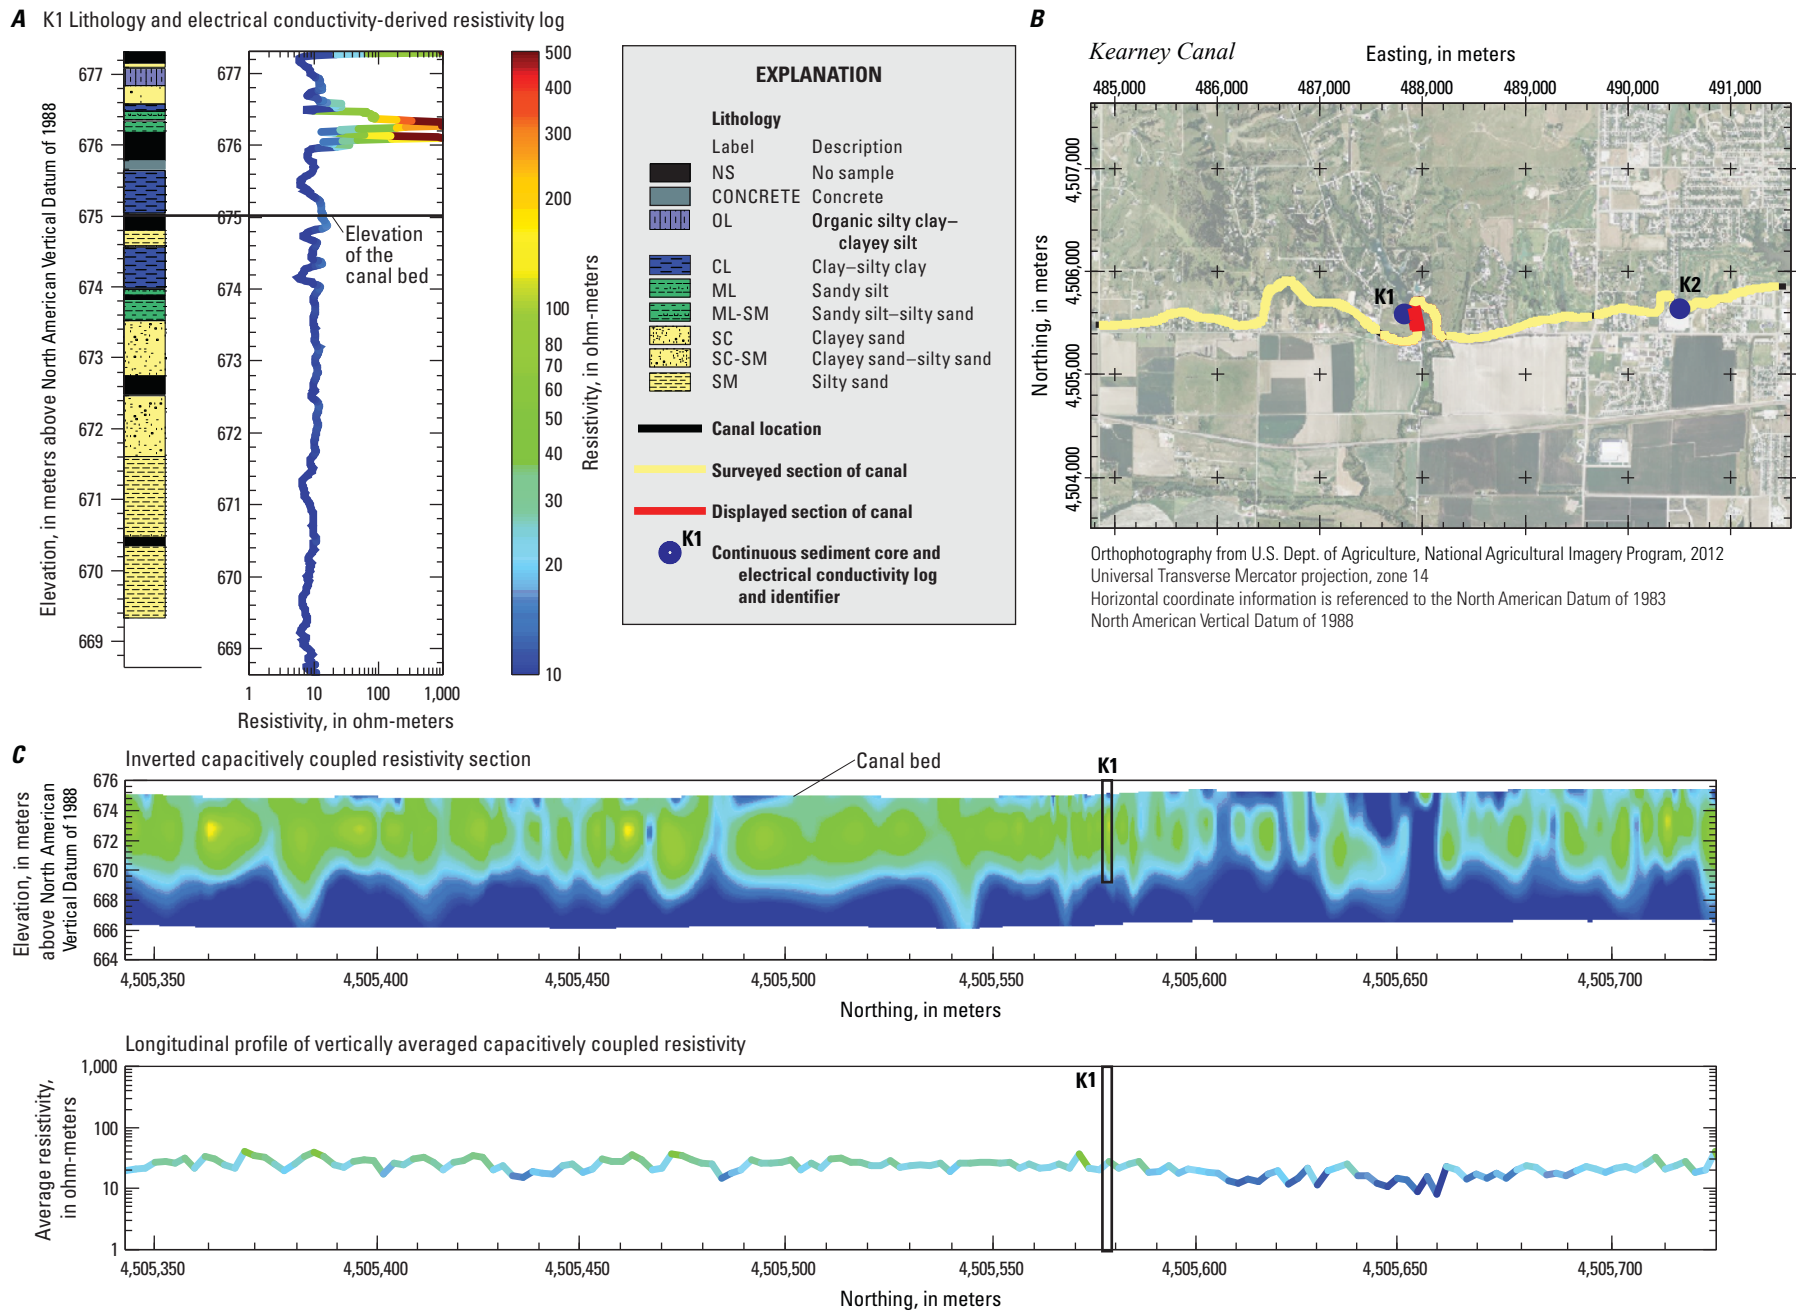 A K1 Lithology and electrical conductivity-derived resistivity log
Elevation, in meters above North American Vertical Datum of 1988
677
676
675
674
673
672
671
670
669
677
676
675
674
673
672
671
670
669
Elevation
of the
canal bed
1 10 100 1,000
Resistivity, in ohm-meters
500
400
300
200
100
80
70
60
50
40
30
20
10
Resistivity, in ohm-meters
EXPLANATION
Lithology
Label Description
NS No sample
CONCRETE Concrete
OL Organic silty clay–
clayey silt
CL Clay–silty clay
ML Sandy silt
ML-SM Sandy silt–silty sand
SC Clayey sand
SC-SM Clayey sand–silty sand
SM Silty sand
Canal location
Surveyed section of canal
Displayed section of canal
K1
Continuous sediment core and
electrical conductivity log
and identifier
B
Kearney Canal
Easting, in meters
485,000 486,000 487,000 488,000 489,000 490,000 491,000
Northing, in meters
4,507,000
4,506,000
4,505,000
4,504,000
K1
K2
Orthophotography from U.S. Dept. of Agriculture, National Agricultural Imagery Program, 2012
Universal Transverse Mercator projection, zone 14
Horizontal coordinate information is referenced to the North American Datum of 1983
North American Vertical Datum of 1988
C
Inverted capacitively coupled resistivity section
Canal bed
K1
Elevation, in meters
above North American
Vertical Datum of 1988
676
674
672
670
668
666
664
4,505,350 4,505,400 4,505,450 4,505,500 4,505,550 4,505,600 4,505,650 4,505,700
Northing, in meters
Longitudinal profile of vertically averaged capacitively coupled resistivity
K1
Average resistivity,
in ohm-meters
1,000
100
10
1
4,505,350 4,505,400 4,505,450 4,505,500 4,505,550 4,505,600 4,505,650 4,505,700
Northing, in meters